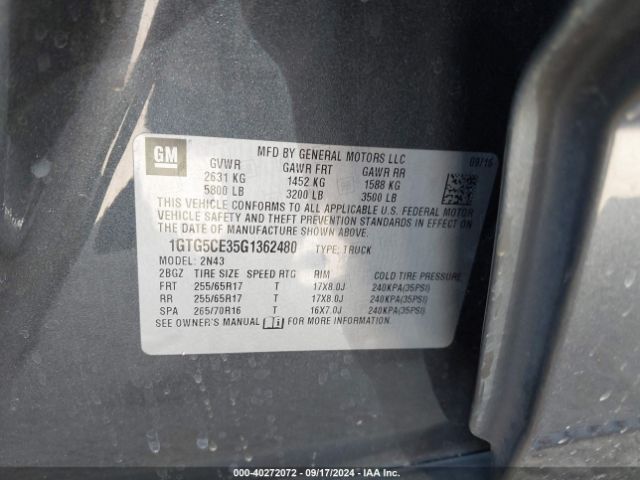 GM
MFD BY GENERAL MOTORS LLC
09/16
GVWR GAWR FRT GAWR RR
2631 KG 1452 KG 1588 KG
5800 LB 3200 LB 3500 LB
THIS VEHICLE CONFORMS TO ALL APPLICABLE U.S. FEDERAL MOTOR
VEHICLE SAFETY AND THEFT PREVENTION STANDARDS IN EFFECT ON
THE DATE OF MANUFACTURE SHOWN ABOVE.
1GTG5CE35G1362480 TYPE: TRUCK
MODEL: 2N43
2BGZ TIRE SIZE SPEED RTG RIM COLD TIRE PRESSURE
FRT 255/65R17 T 17X8.0J 240KPA(35PSI)
RR 255/65R17 T 17X8.0J 240KPA(35PSI)
SPA 265/70R16 T 16X7.0J 240KPA(35PSI)
SEE OWNER'S MANUAL FOR MORE INFORMATION
000-40272072 - 09/17/2024 - IAA Inc.